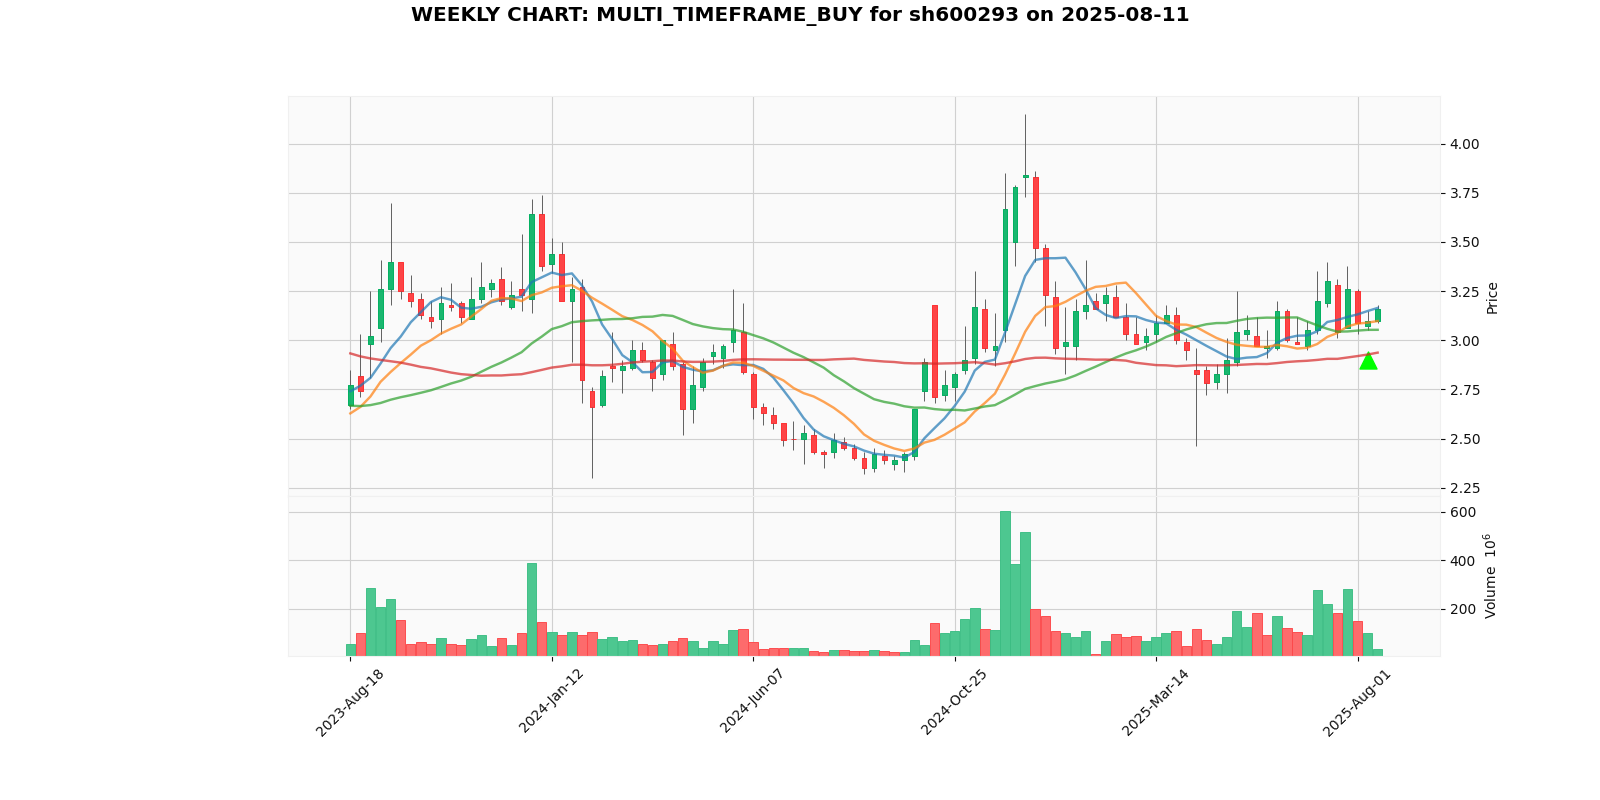 WEEKLY CHART: MULTI_TIMEFRAME_BUY for sh600293 on 2025-08-11
4.00
3.75
3.50
3.25
3.00
2.75
2.50
2.25
Price
600
400
200
Volume 10⁶
2023-Aug-18
2024-Jan-12
2024-Jun-07
2024-Oct-25
2025-Mar-14
2025-Aug-01